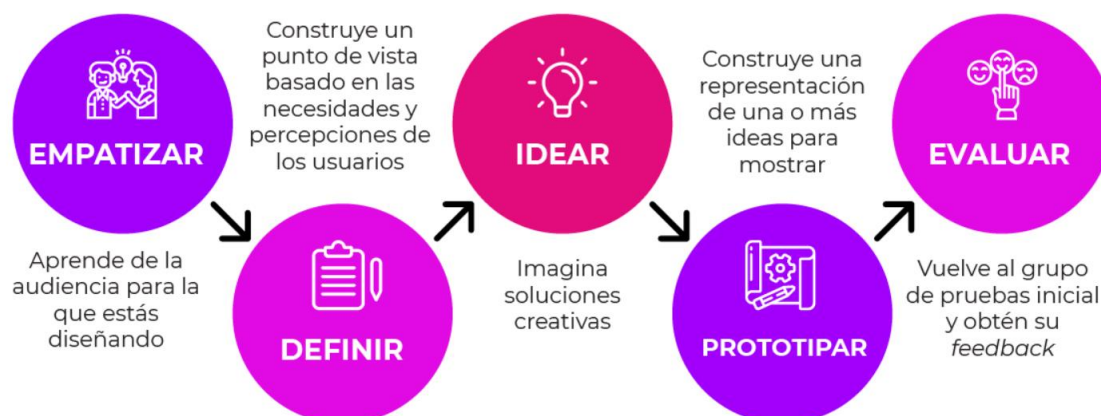 EMPATIZAR
Aprende de la
audiencia para la
que estás
diseñando
Construye un
punto de vista
basado en las
necesidades y
percepciones de
los usuarios
DEFINIR
IDEAR
Imagina
soluciones
creativas
Construye una
representación
de una o más
ideas para
mostrar
PROTOTIPAR
EVALUAR
Vuelve al grupo
de pruebas inicial
y obtén su
feedback